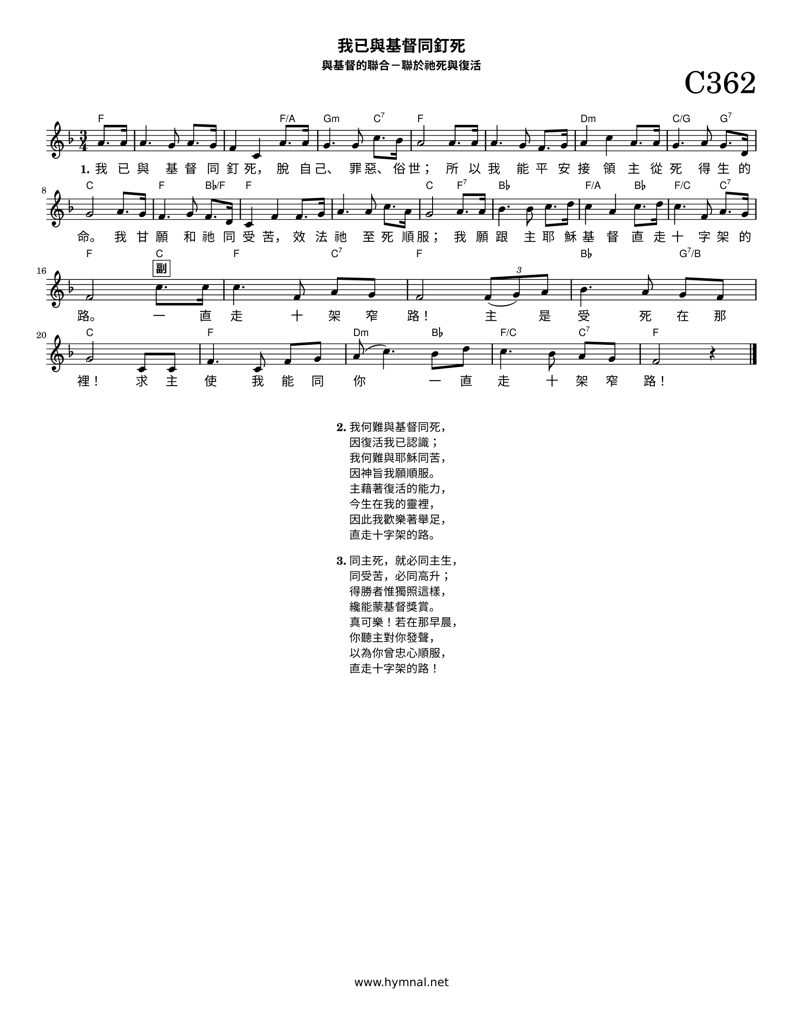 我已與基督同釘死
與基督的聯合－聯於祂死與復活
C362
F F/A Gm C7 F Dm C/G G7
3 4
1. 我 已 與 基 督 同 釘 死， 脫 自 己、 罪 惡、 俗 世； 所 以 我 能 平 安 接 領 主 從 死 得 生 的
8 C F B♭/F F C F7 B♭ F/A B♭ F/C C7
命。 我 甘 願 和 祂 同 受 苦， 效 法 祂 至 死 順 服； 我 願 跟 主 耶 穌 基 督 直 走 十 字 架 的
16 F C F C7 F B♭ G7/B
副
3
路。 一 直 走 十 架 窄 路！ 主 是 受 死 在 那
20 C F Dm B♭ F/C C7 F
裡！ 求 主 使 我 能 同 你 一 直 走 十 架 窄 路！
2. 我何難與基督同死，
因復活我已認識；
我何難與耶穌同苦，
因神旨我願順服。
主藉著復活的能力，
今生在我的靈裡，
因此我歡樂著舉足，
直走十字架的路。
3. 同主死，就必同主生，
同受苦，必同高升；
得勝者惟獨照這樣，
纔能蒙基督獎賞。
真可樂！若在那早晨，
你聽主對你發聲，
以為你曾忠心順服，
直走十字架的路！
www.hymnal.net